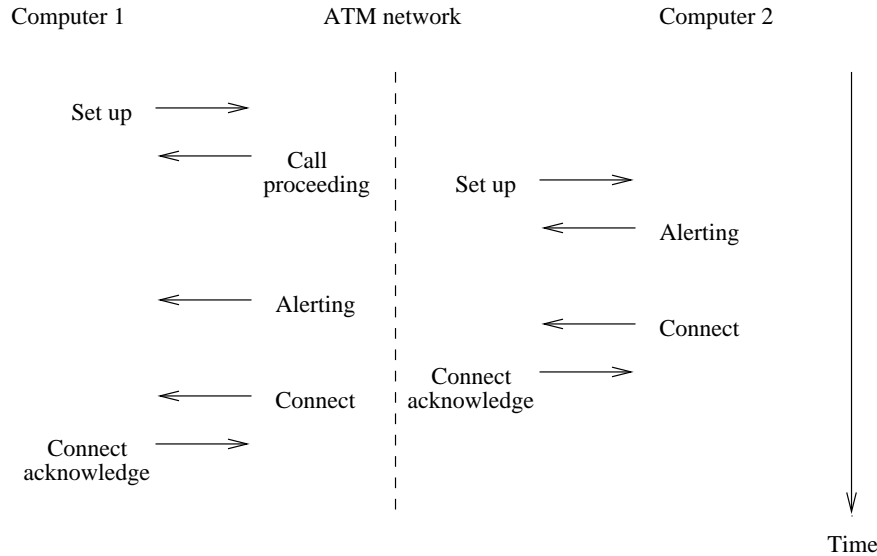 Computer 1
ATM network
Computer 2
Set up
Call
proceeding
Set up
Alerting
Alerting
Connect
Connect
acknowledge
Connect
Connect
acknowledge
Time